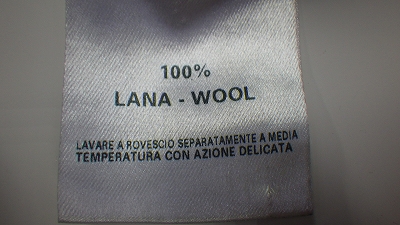 100%
LANA - WOOL
LAVARE A ROVESCIO SEPARATAMENTE A MEDIA
TEMPERATURA CON AZIONE DELICATA